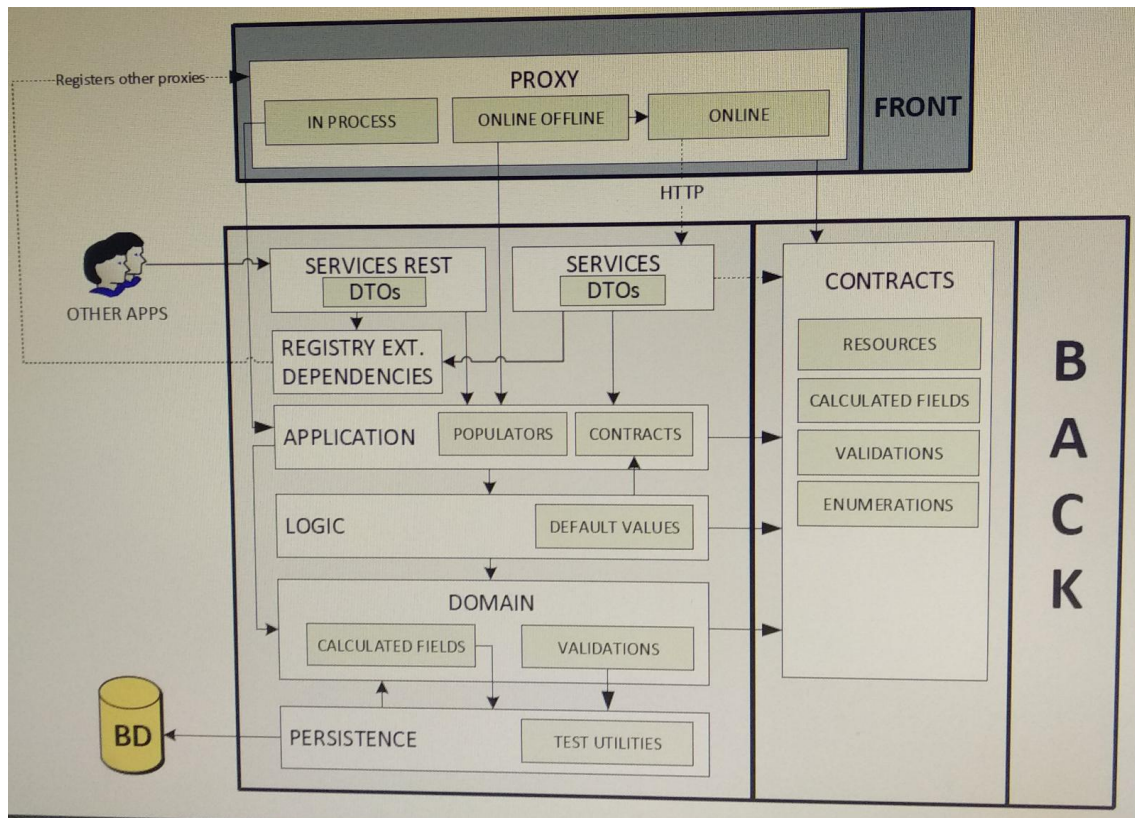 Registers other proxies
PROXY
IN PROCESS
ONLINE OFFLINE
ONLINE
FRONT
HTTP
OTHER APPS
SERVICES REST
DTOs
SERVICES
DTOs
REGISTRY EXT.
DEPENDENCIES
APPLICATION
POPULATORS
CONTRACTS
LOGIC
DEFAULT VALUES
DOMAIN
CALCULATED FIELDS
VALIDATIONS
BD
PERSISTENCE
TEST UTILITIES
CONTRACTS
RESOURCES
CALCULATED FIELDS
VALIDATIONS
ENUMERATIONS
B
A
C
K